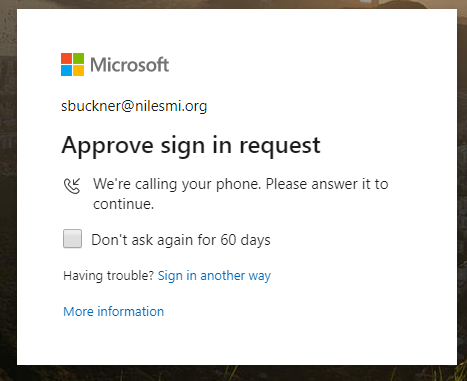 Microsoft
sbuckner@nilesmi.org
Approve sign in request
We're calling your phone. Please answer it to
continue.
Don't ask again for 60 days
Having trouble? Sign in another way
More information